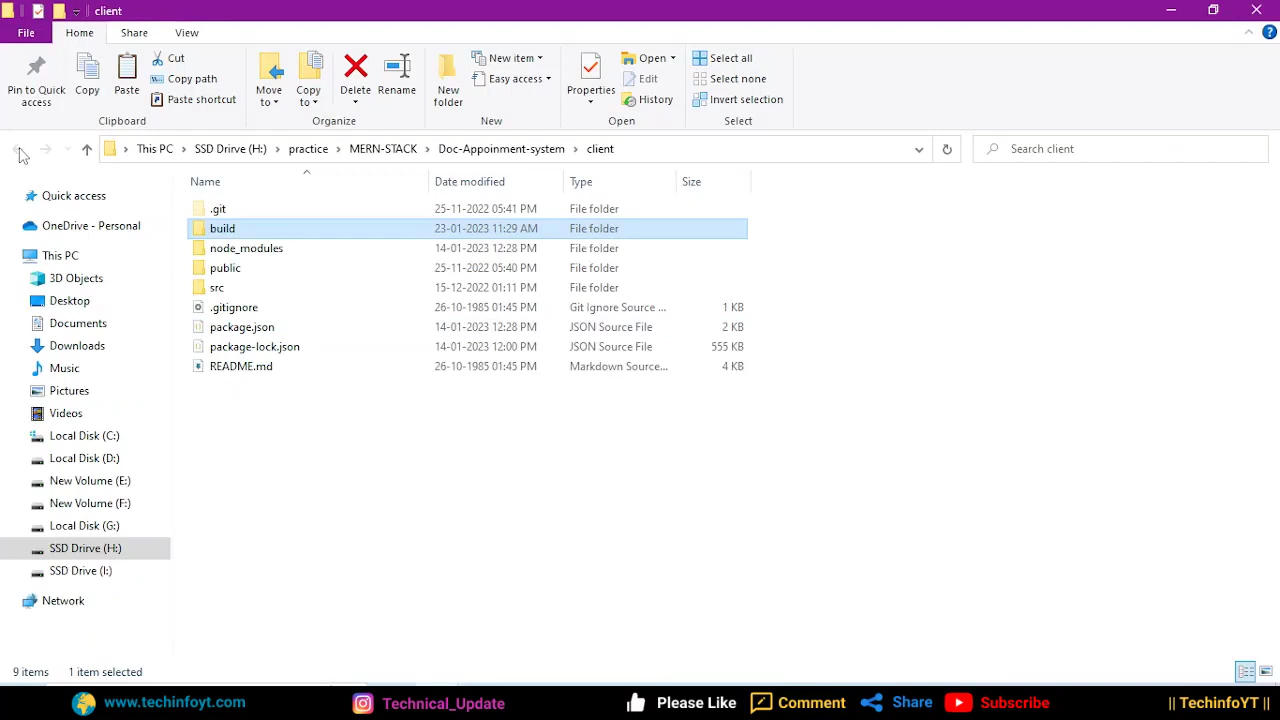 client
File Home Share View
Pin to Quick access
Copy
Paste
Cut
Copy path
Paste shortcut
Clipboard
Move to
Copy to
Delete
Rename
Organize
New folder
New item
Easy access
New
Properties
Open
Edit
History
Open
Select all
Select none
Invert selection
Select
This PC › SSD Drirve (H:) › practice › MERN-STACK › Doc-Appoinment-system › client
Search client
Quick access
OneDrive - Personal
This PC
3D Objects
Desktop
Documents
Downloads
Music
Pictures
Videos
Local Disk (C:)
Local Disk (D:)
New Volume (E:)
New Volume (F:)
Local Disk (G:)
SSD Drirve (H:)
SSD Drive (I:)
Network
Name Date modified Type Size
.git 25-11-2022 05:41 PM File folder
build 23-01-2023 11:29 AM File folder
node_modules 14-01-2023 12:28 PM File folder
public 25-11-2022 05:40 PM File folder
src 15-12-2022 01:11 PM File folder
.gitignore 26-10-1985 01:45 PM Git Ignore Source ... 1 KB
package.json 14-01-2023 12:28 PM JSON Source File 2 KB
package-lock.json 14-01-2023 12:00 PM JSON Source File 555 KB
README.md 26-10-1985 01:45 PM Markdown Source... 4 KB
9 items 1 item selected
www.techinfoyt.com Technical_Update Please Like Comment Share Subscribe || TechinfoYT ||